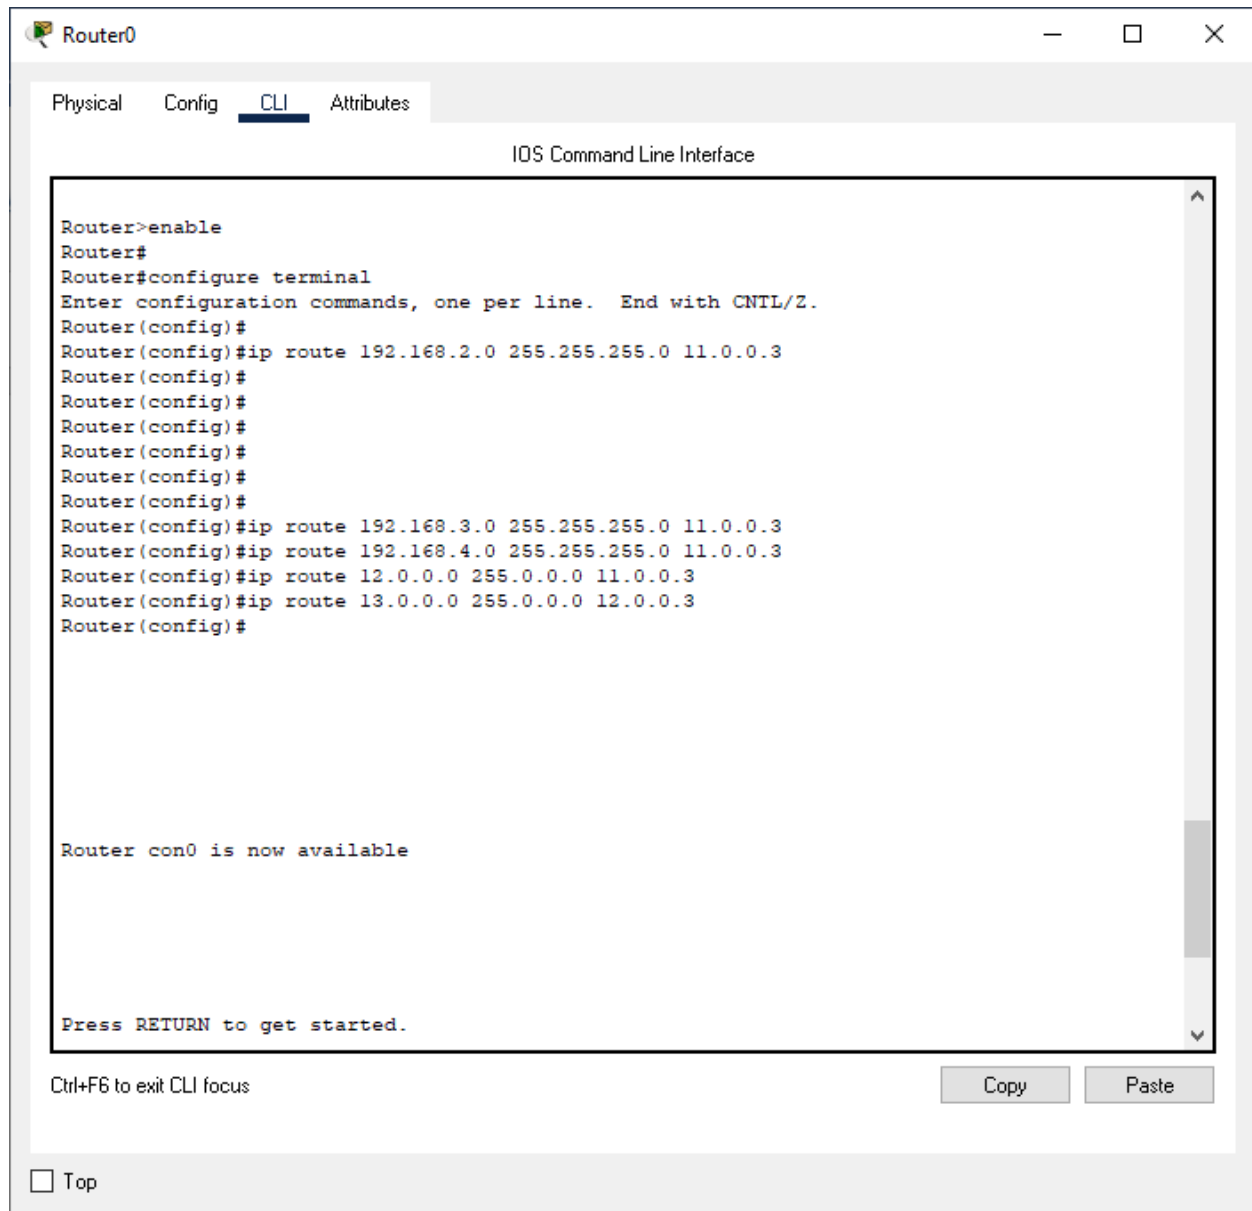 Router0
Physical Config CLI Attributes
IOS Command Line Interface
Router>enable
Router#
Router#configure terminal
Enter configuration commands, one per line.  End with CNTL/Z.
Router(config)#
Router(config)#ip route 192.168.2.0 255.255.255.0 11.0.0.3
Router(config)#
Router(config)#
Router(config)#
Router(config)#
Router(config)#
Router(config)#
Router(config)#ip route 192.168.3.0 255.255.255.0 11.0.0.3
Router(config)#ip route 192.168.4.0 255.255.255.0 11.0.0.3
Router(config)#ip route 12.0.0.0 255.0.0.0 11.0.0.3
Router(config)#ip route 13.0.0.0 255.0.0.0 12.0.0.3
Router(config)#
Router con0 is now available
Press RETURN to get started.
Ctrl+F6 to exit CLI focus
Copy Paste
Top